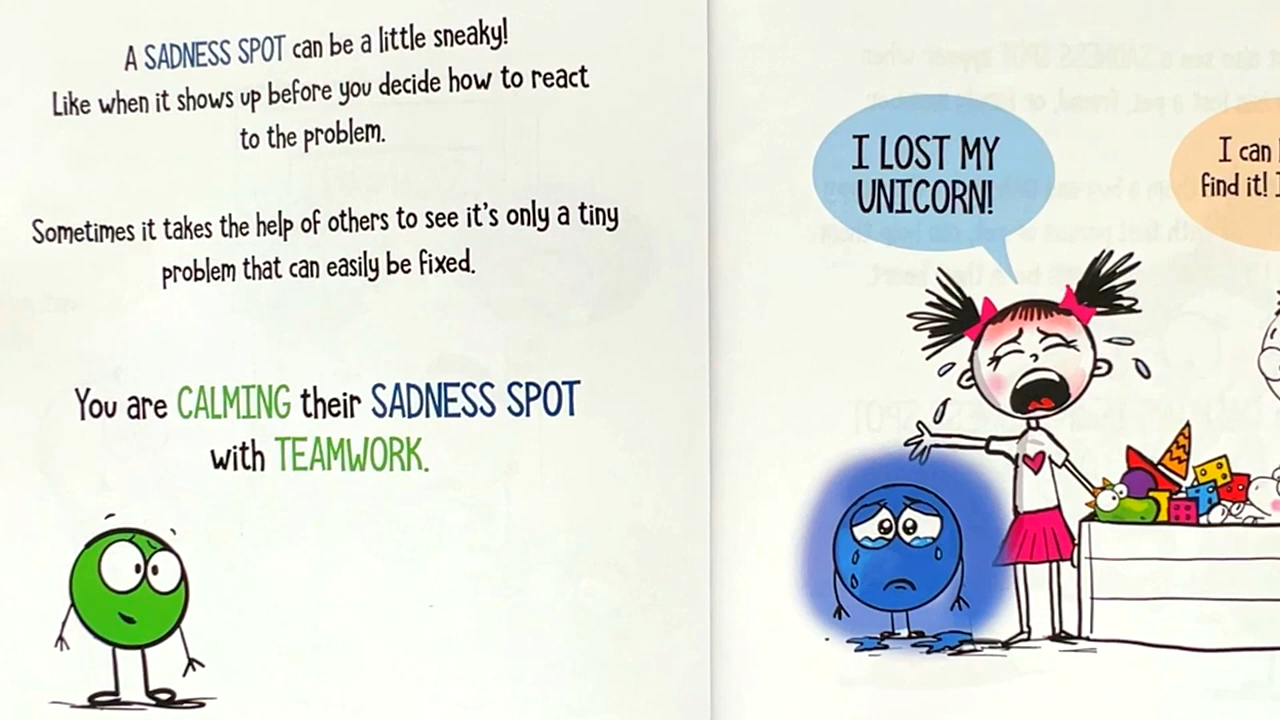 A SADNESS SPOT can be a little sneaky!
Like when it shows up before you decide how to react
to the problem.
Sometimes it takes the help of others to see it's only a tiny
problem that can easily be fixed.
You are CALMING their SADNESS SPOT
with TEAMWORK.
I LOST MY
UNICORN!
I can
find it!